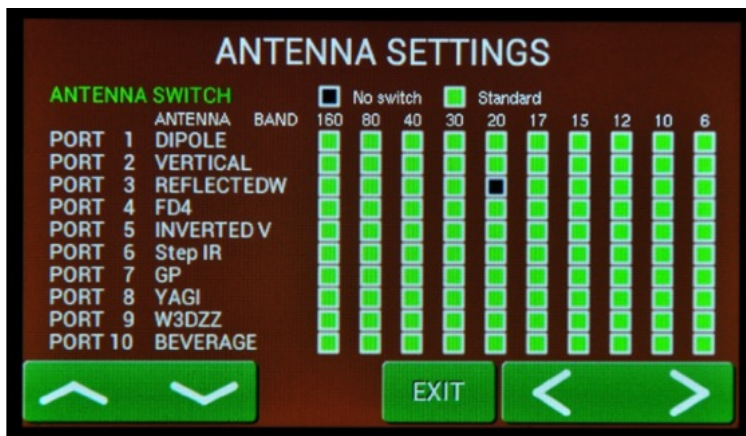 ANTENNA SETTINGS
ANTENNA SWITCH No switch Standard
ANTENNA BAND 160 80 40 30 20 17 15 12 10 6
PORT 1 DIPOLE
PORT 2 VERTICAL
PORT 3 REFLECTEDW
PORT 4 FD4
PORT 5 INVERTED V
PORT 6 Step IR
PORT 7 GP
PORT 8 YAGI
PORT 9 W3DZZ
PORT 10 BEVERAGE
EXIT